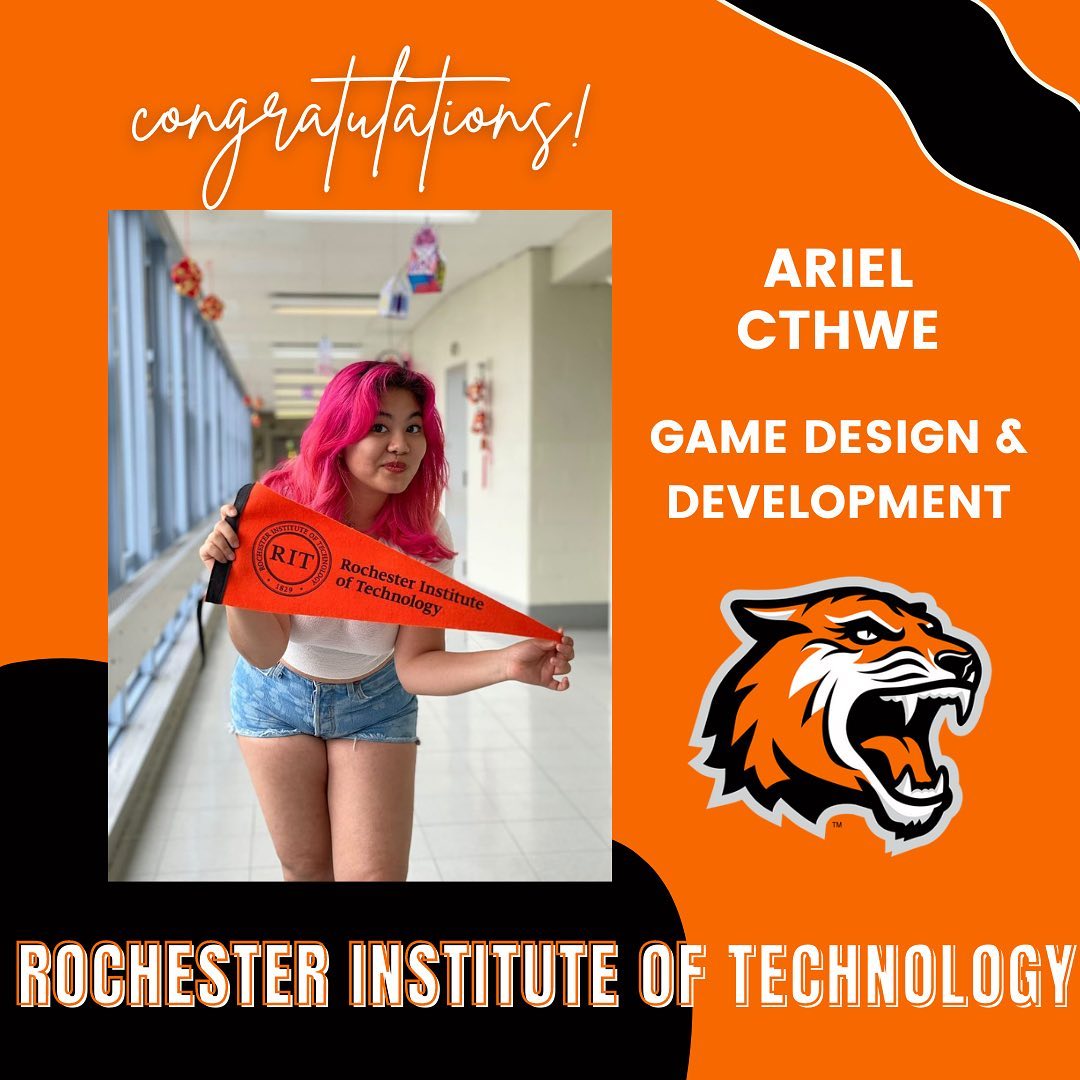 congratulations!
ARIEL
CTHWE
GAME DESIGN &
DEVELOPMENT
ROCHESTER INSTITUTE OF TECHNOLOGY
RIT
1829
Rochester Institute
of Technology
TM
ROCHESTER INSTITUTE OF TECHNOLOGY